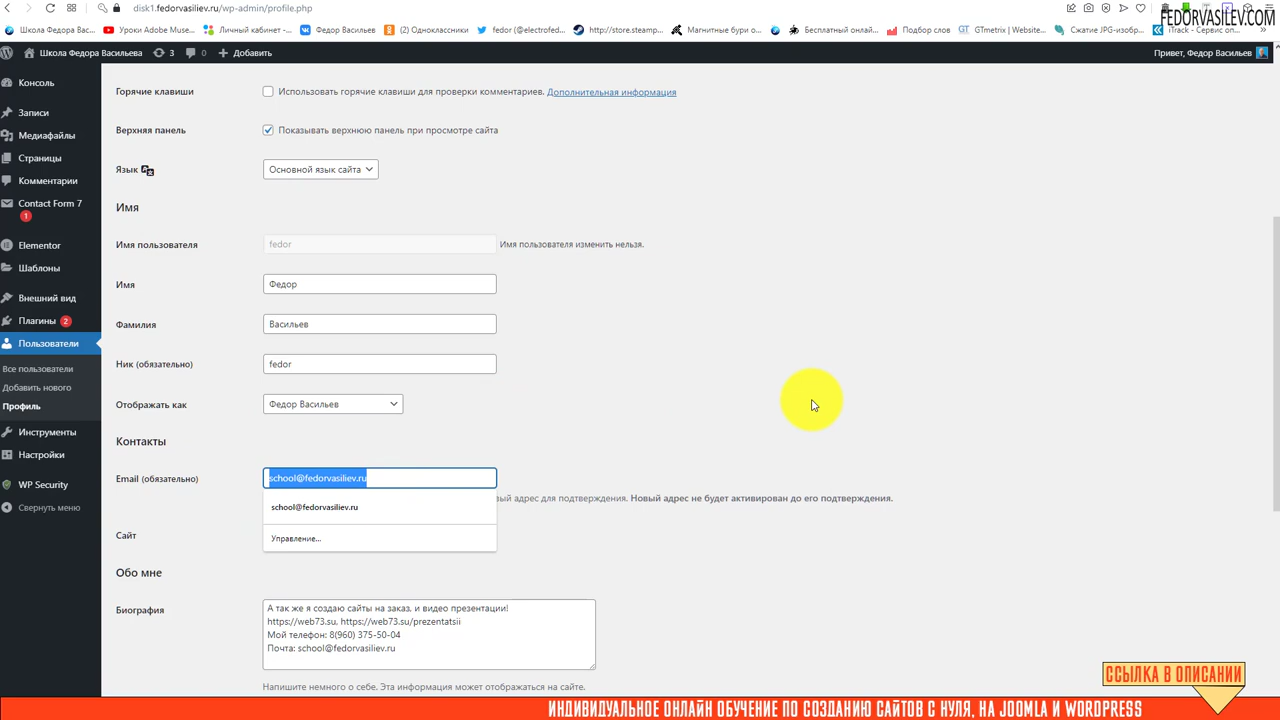 disk1.fedorvasiliev.ru/wp-admin/profile.php
FEDORVASILEV.COM
Школа Федора Васильева...
Уроки Adobe Muse...
Личный кабинет -...
Федор Васильев
(2) Одноклассники
fedor (@electrofed...
http://store.steamp...
Магнитные бури о...
Бесплатный онлай...
Подбор слов
GTmetrix | Website...
Сжатие JPG-изобр...
iTrack - Сервис оп...
Школа Федора Васильева
3
0
Добавить
Привет, Федор Васильев
Консоль
Записи
Медиафайлы
Страницы
Комментарии
Contact Form 7
1
Elementor
Шаблоны
Внешний вид
Плагины 2
Пользователи
Все пользователи
Добавить нового
Профиль
Инструменты
Настройки
WP Security
Свернуть меню
Горячие клавиши
Использовать горячие клавиши для проверки комментариев. Дополнительная информация
Верхняя панель
Показывать верхнюю панель при просмотре сайта
Язык
Основной язык сайта
Имя
Имя пользователя
fedor
Имя пользователя изменить нельзя.
Имя
Федор
Фамилия
Васильев
Ник (обязательно)
fedor
Отображать как
Федор Васильев
Контакты
Email (обязательно)
school@fedorvasiliev.ru
вый адрес для подтверждения. Новый адрес не будет активирован до его подтверждения.
school@fedorvasiliev.ru
Управление...
Сайт
Обо мне
Биография
А так же я создаю сайты на заказ, и видео презентации!
https://web73.su, https://web73.su/prezentatsii
Мой телефон: 8(960) 375-50-04
Почта: school@fedorvasiliev.ru
Напишите немного о себе. Эта информация может отображаться на сайте.
ССЫЛКА В ОПИСАНИИ
ИНДИВИДУАЛЬНОЕ ОНЛАЙН ОБУЧЕНИЕ ПО СОЗДАНИЮ САЙТОВ С НУЛЯ, НА JOOMLA И WORDPRESS